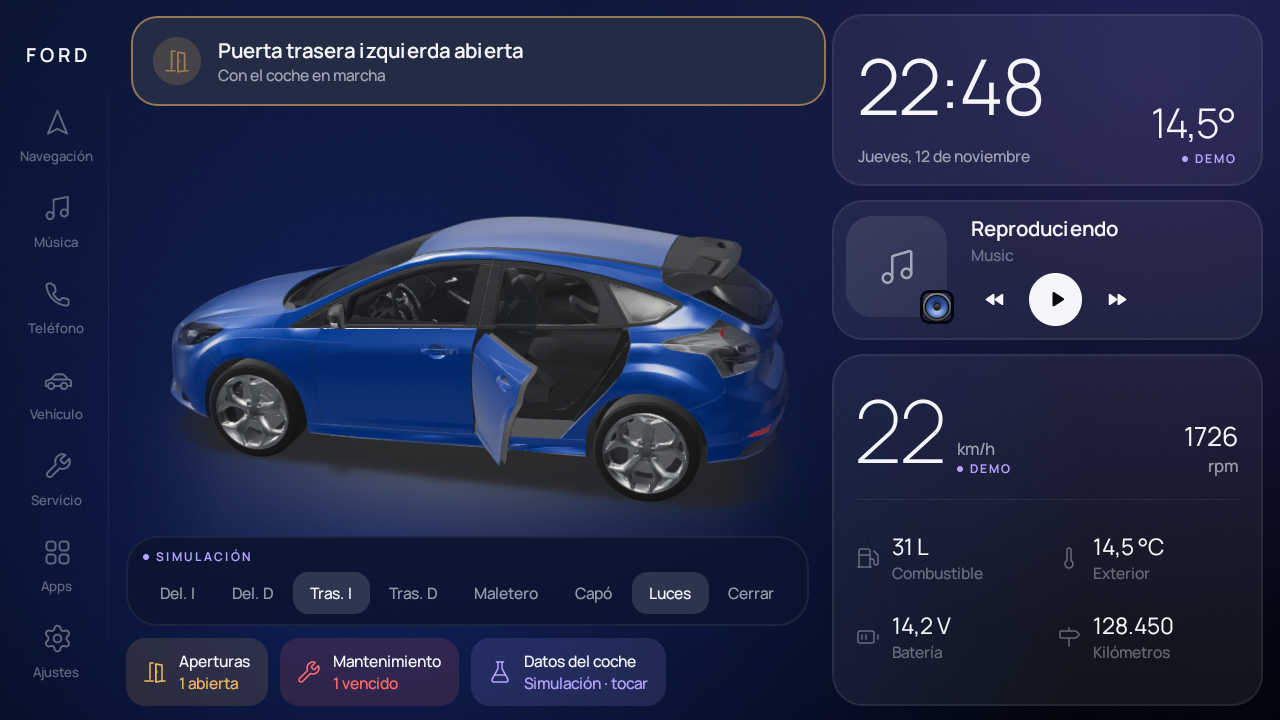 FORD
Navegación
Música
Teléfono
Vehículo
Servicio
Apps
Ajustes
Puerta trasera izquierda abierta
Con el coche en marcha
SIMULACIÓN
Del. I
Del. D
Tras. I
Tras. D
Maletero
Capó
Luces
Cerrar
Aperturas
1 abierta
Mantenimiento
1 vencido
Datos del coche
Simulación · tocar
22:48
14,5°
Jueves, 12 de noviembre
DEMO
Reproduciendo
Music
22
km/h
DEMO
1726
rpm
31 L
Combustible
14,5 °C
Exterior
14,2 V
Batería
128.450
Kilómetros